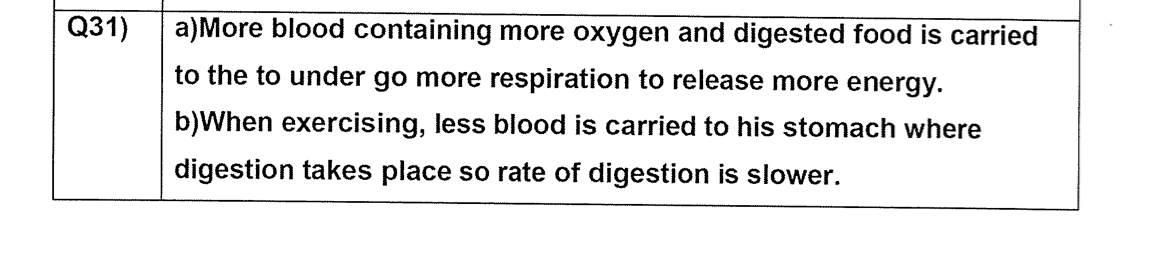 Q31) a)More blood containing more oxygen and digested food is carried
to the to under go more respiration to release more energy.
b)When exercising, less blood is carried to his stomach where
digestion takes place so rate of digestion is slower.